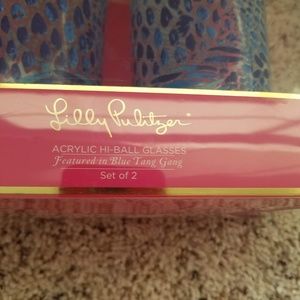 Lilly Pulitzer®
ACRYLIC HI-BALL GLASSES
Featured in Blue Tang Gang
Set of 2